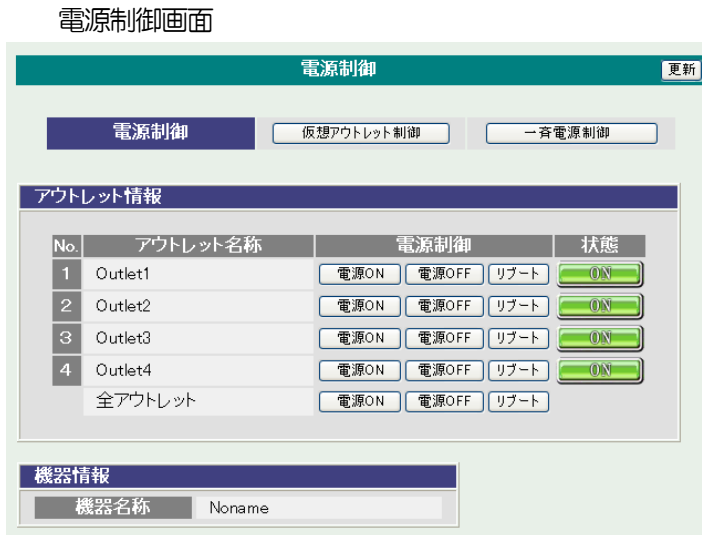 電源制御画面
電源制御 更新
電源制御 仮想アウトレット制御 一斉電源制御
アウトレット情報
No. アウトレット名称 電源制御 状態
1 Outlet1 電源ON 電源OFF リブート ON
2 Outlet2 電源ON 電源OFF リブート ON
3 Outlet3 電源ON 電源OFF リブート ON
4 Outlet4 電源ON 電源OFF リブート ON
全アウトレット 電源ON 電源OFF リブート
機器情報
機器名称 Noname